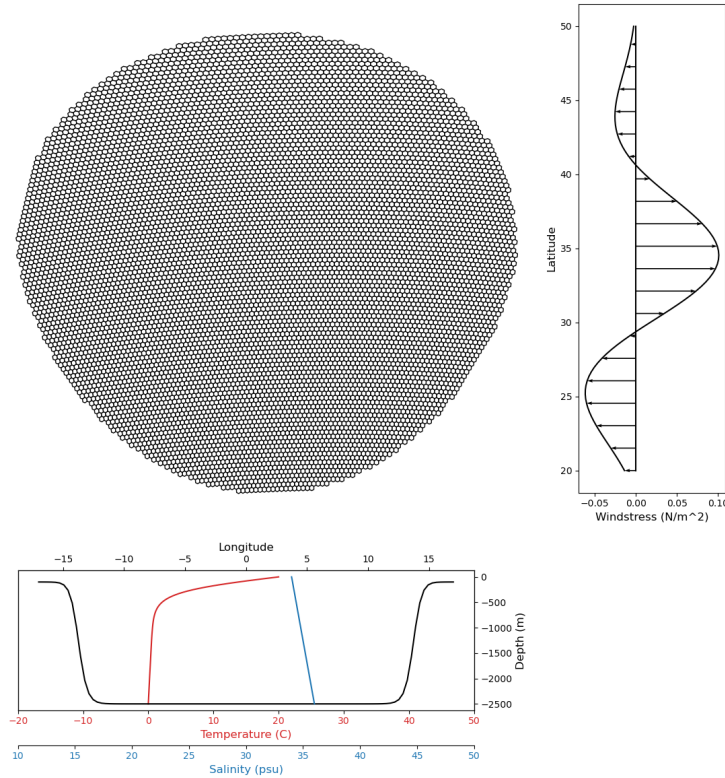 50
45
40
35
30
25
20
Latitude
−0.05 0.00 0.05 0.10
Windstress (N/m^2)
Longitude
−15 −10 −5 0 5 10 15
0
−500
−1000
−1500
−2000
−2500
Depth (m)
−20 −10 0 10 20 30 40 50
Temperature (C)
10 15 20 25 30 35 40 45 50
Salinity (psu)